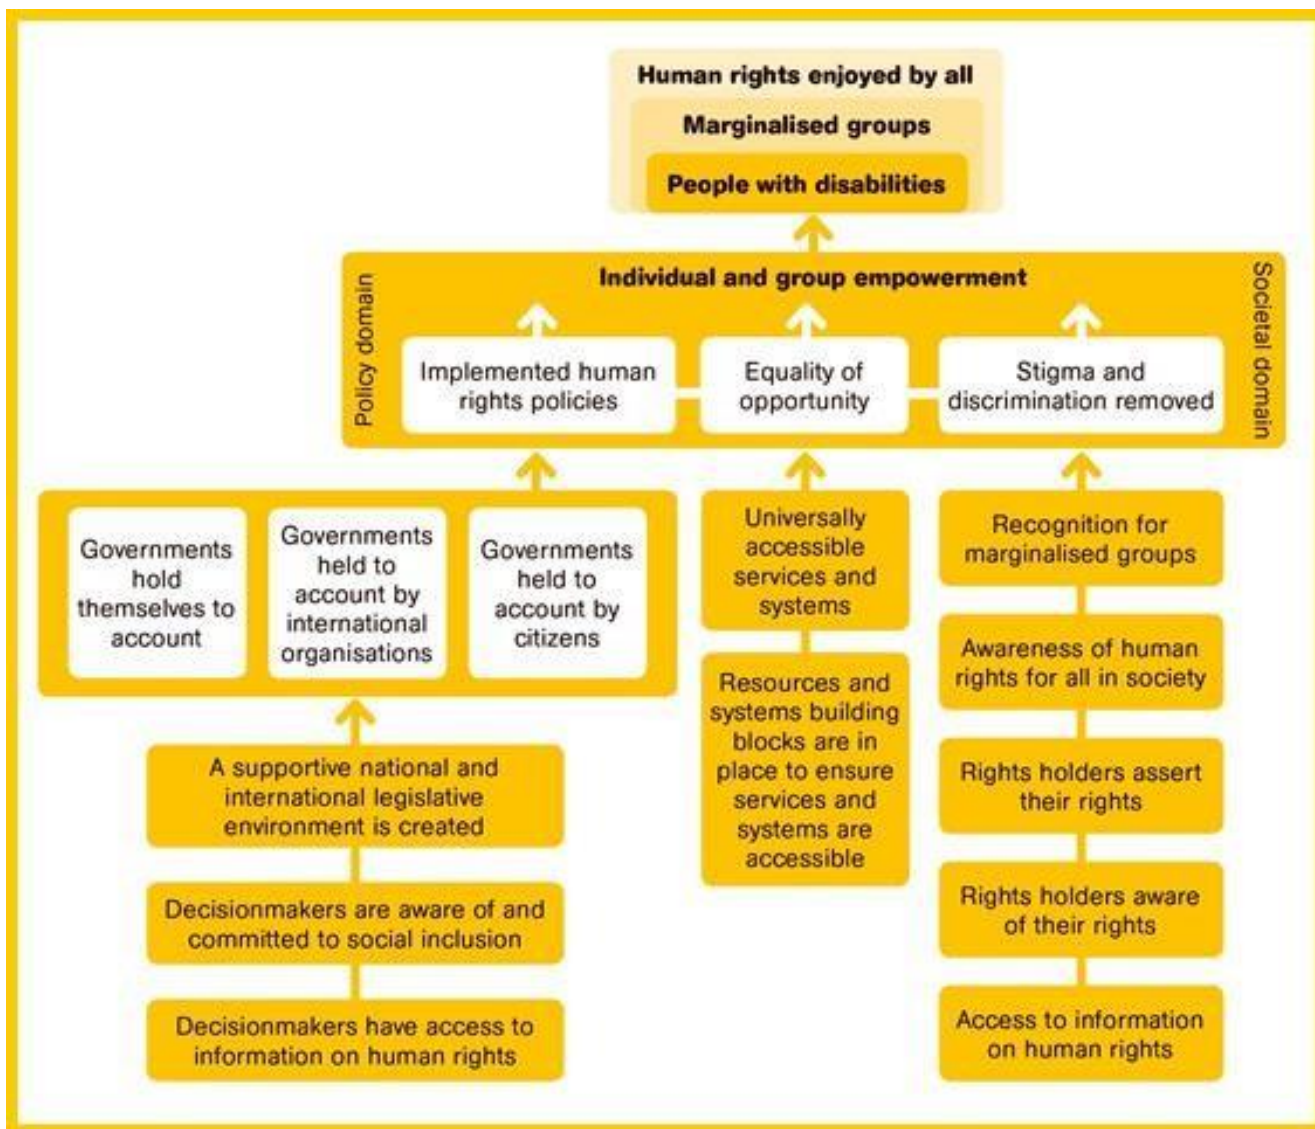 Human rights enjoyed by all
Marginalised groups
People with disabilities
Policy domain
Individual and group empowerment
Societal domain
Implemented human
rights policies
Equality of
opportunity
Stigma and
discrimination removed
Governments
hold
themselves to
account
Governments
held to
account by
international
organisations
Governments
held to
account by
citizens
Universally
accessible
services and
systems
Recognition for
marginalised groups
Awareness of human
rights for all in society
Resources and
systems building
blocks are in
place to ensure
services and
systems are
accessible
A supportive national and
international legislative
environment is created
Rights holders assert
their rights
Decisionmakers are aware of and
committed to social inclusion
Rights holders aware
of their rights
Decisionmakers have access to
information on human rights
Access to information
on human rights